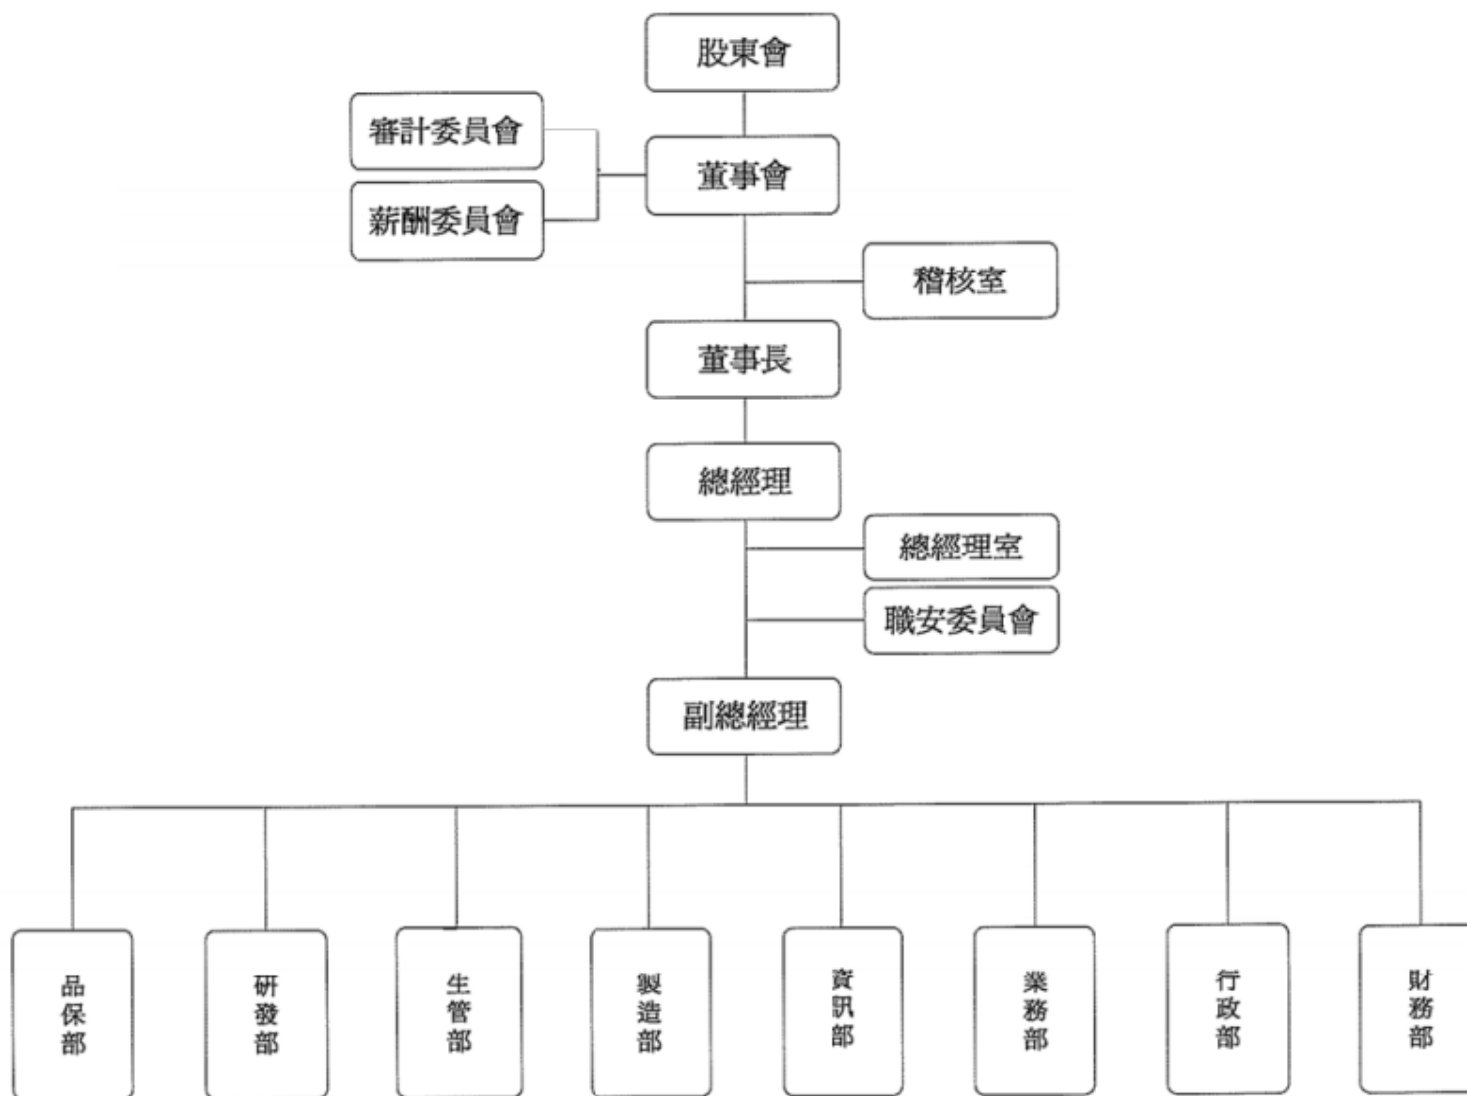 股東會
審計委員會
董事會
薪酬委員會
稽核室
董事長
總經理
總經理室
職安委員會
副總經理
品保部
研發部
生管部
製造部
資訊部
業務部
行政部
財務部